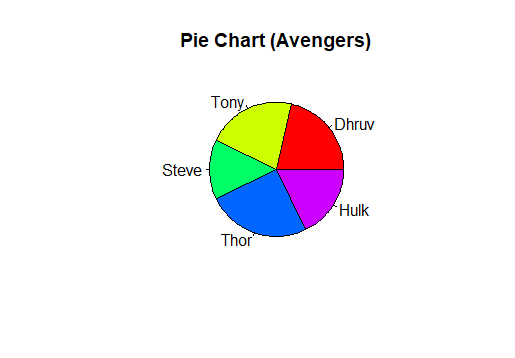 Pie Chart (Avengers)
Tony
Dhruv
Steve
Hulk
Thor